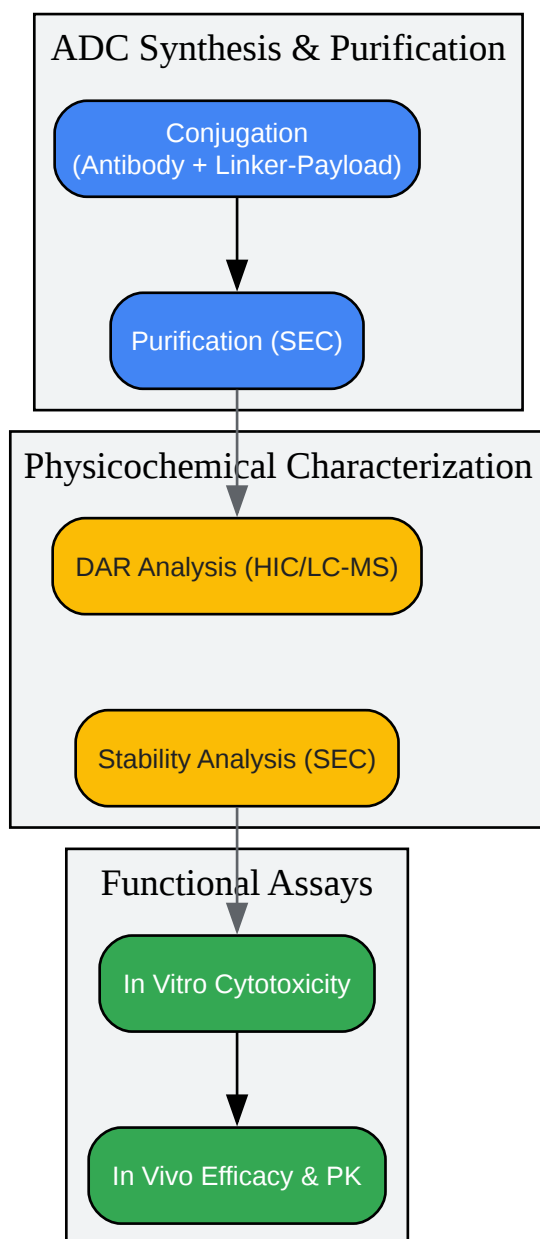 ADC Synthesis & Purification
Conjugation
(Antibody + Linker-Payload)
Purification (SEC)
Physicochemical Characterization
DAR Analysis (HIC/LC-MS)
Stability Analysis (SEC)
Functional Assays
In Vitro Cytotoxicity
In Vivo Efficacy & PK